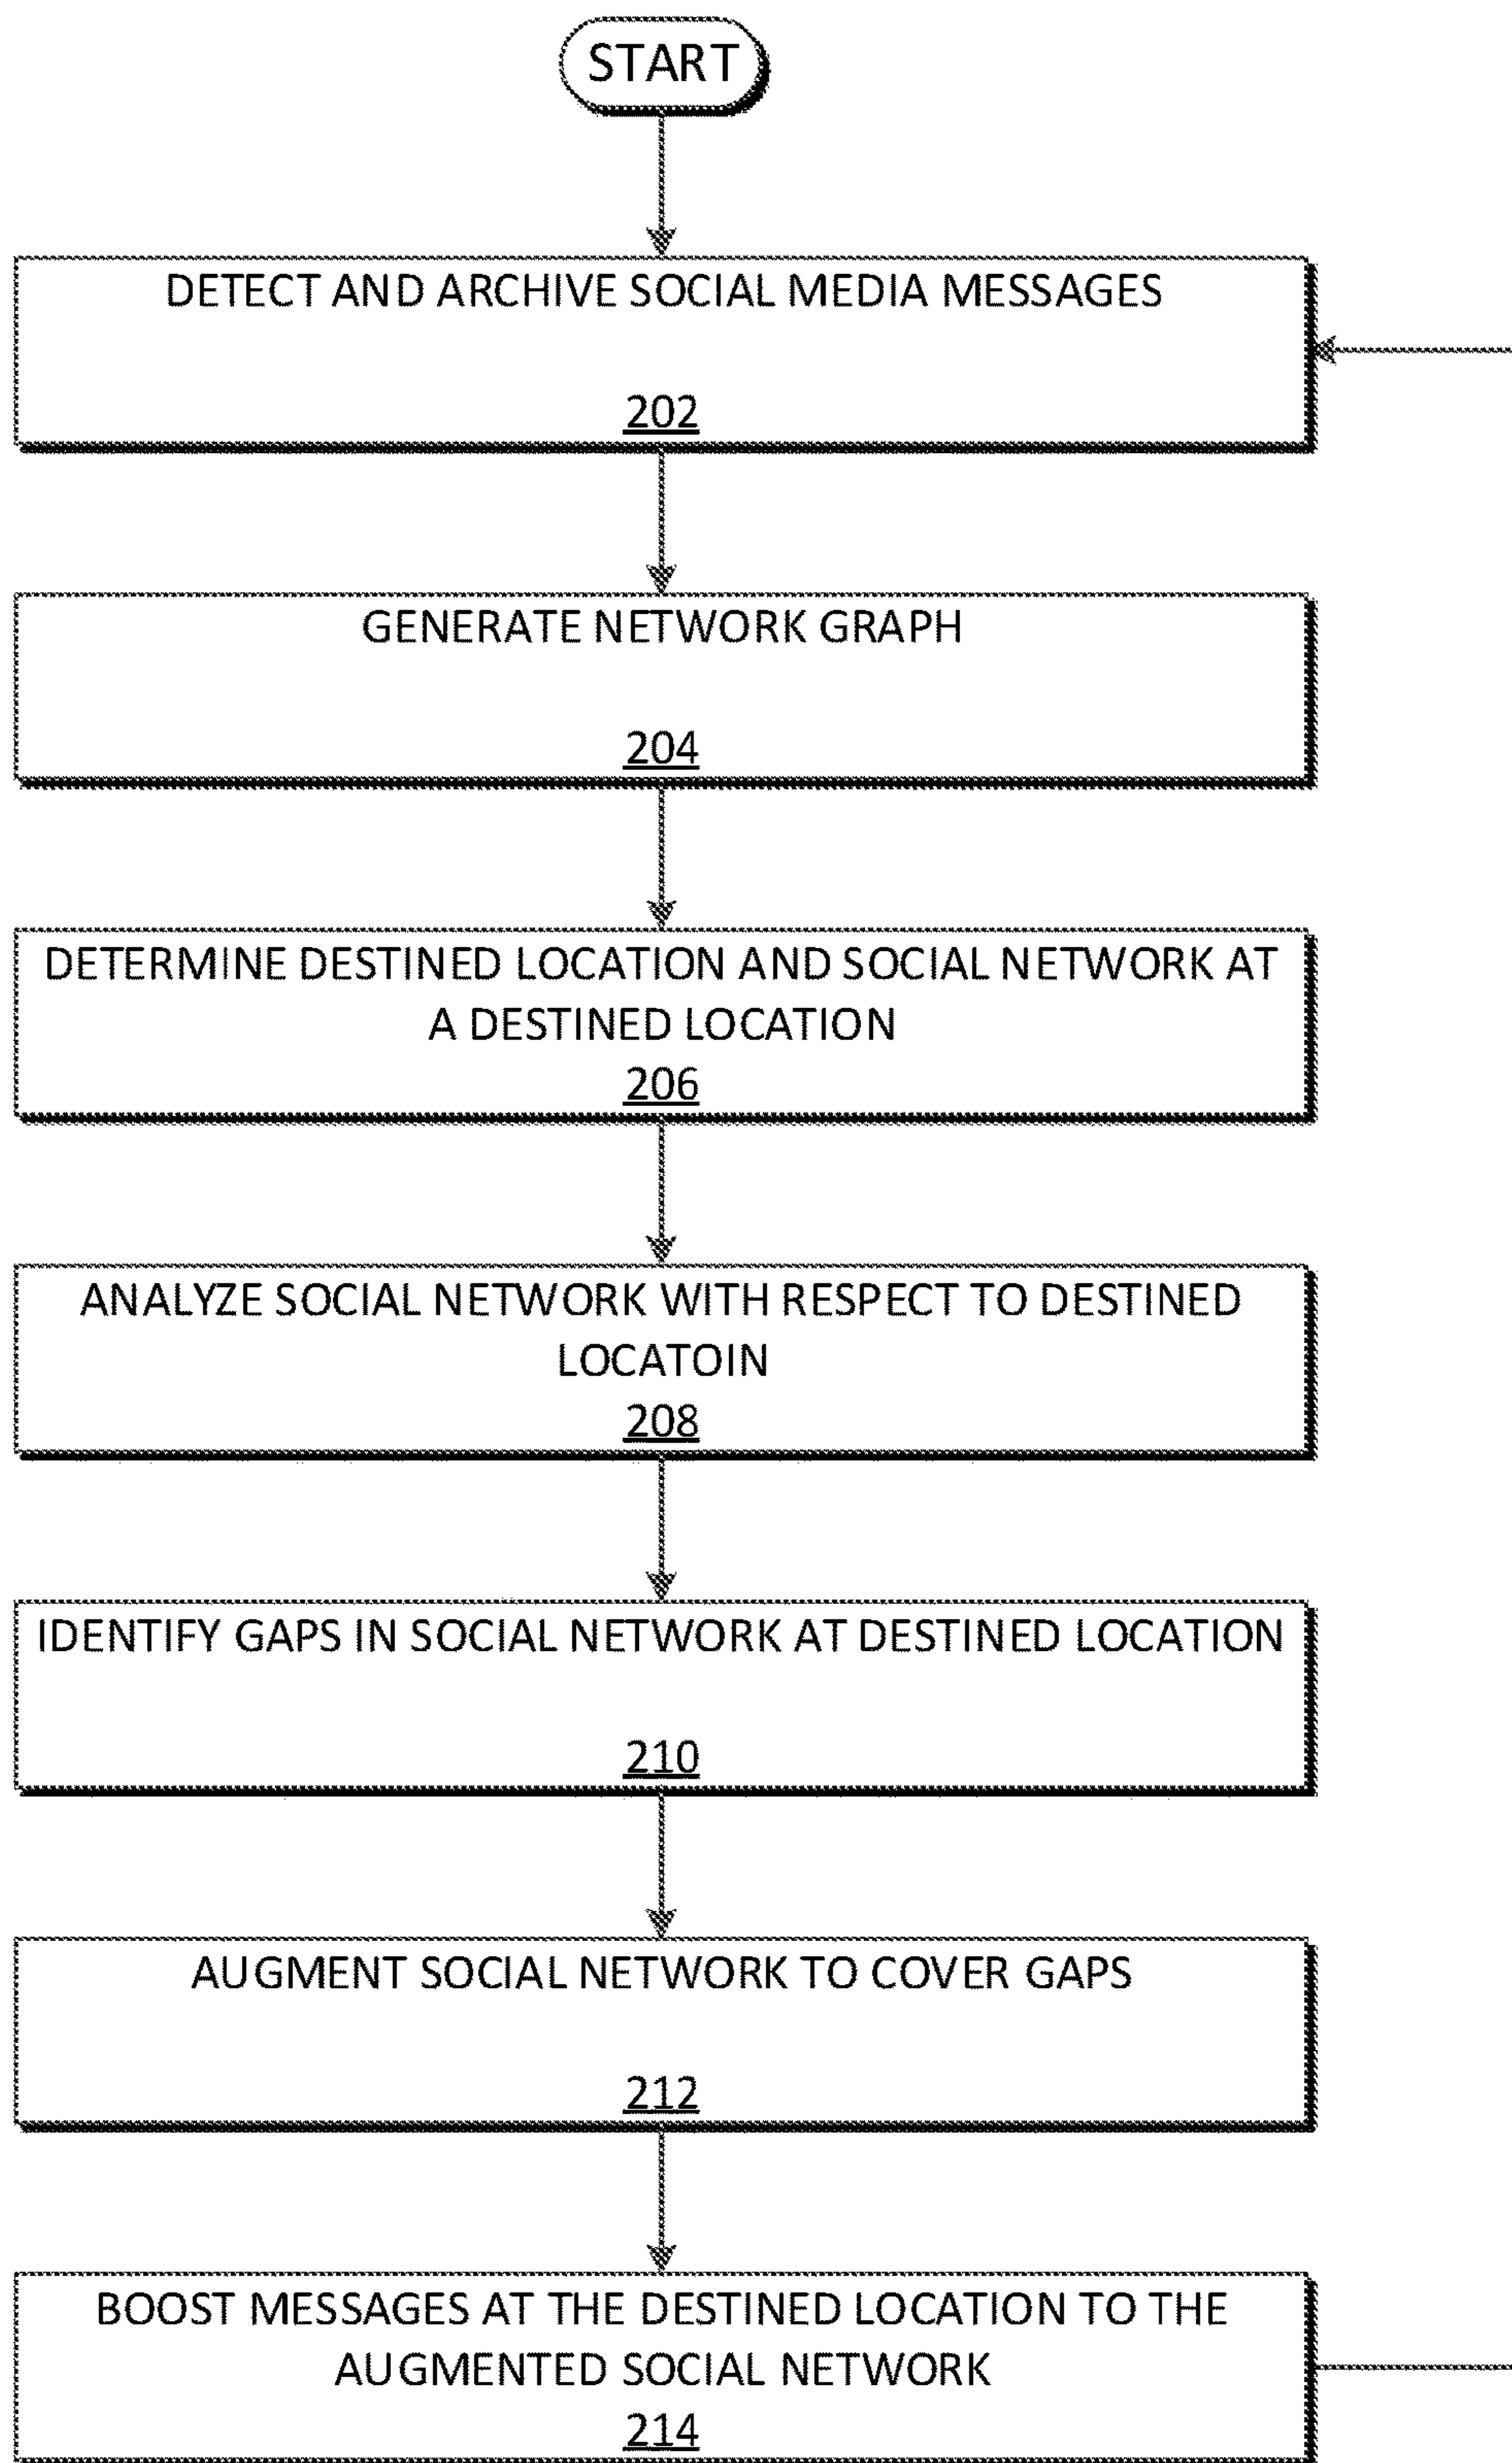 START
DETECT AND ARCHIVE SOCIAL MEDIA MESSAGES
202
GENERATE NETWORK GRAPH
204
DETERMINE DESTINED LOCATION AND SOCIAL NETWORK AT
A DESTINED LOCATION
206
ANALYZE SOCIAL NETWORK WITH RESPECT TO DESTINED
LOCATOIN
208
IDENTIFY GAPS IN SOCIAL NETWORK AT DESTINED LOCATION
210
AUGMENT SOCIAL NETWORK TO COVER GAPS
212
BOOST MESSAGES AT THE DESTINED LOCATION TO THE
AUGMENTED SOCIAL NETWORK
214